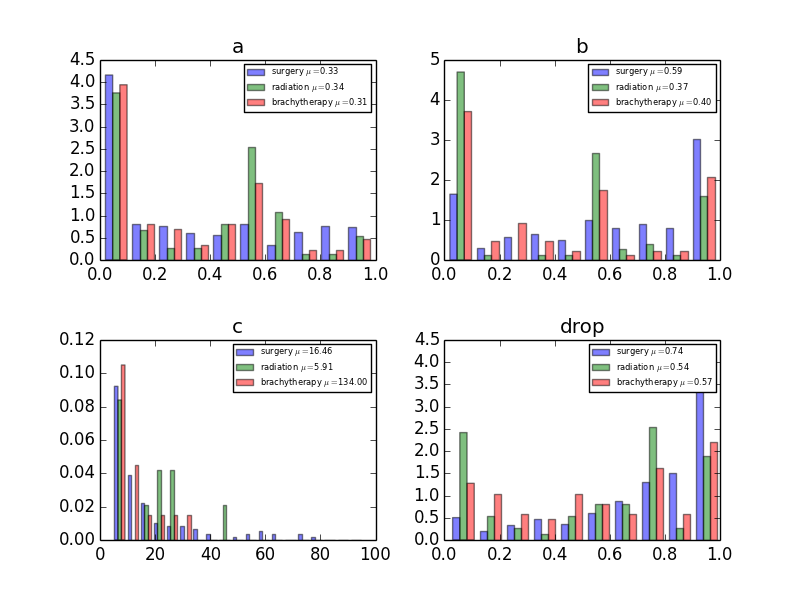 a
4.5
4.0
3.5
3.0
2.5
2.0
1.5
1.0
0.5
0.0
0.0 0.2 0.4 0.6 0.8 1.0
surgery μ=0.33
radiation μ=0.34
brachytherapy μ=0.31
b
5
4
3
2
1
0
0.0 0.2 0.4 0.6 0.8 1.0
surgery μ=0.59
radiation μ=0.37
brachytherapy μ=0.40
c
0.12
0.10
0.08
0.06
0.04
0.02
0.00
0 20 40 60 80 100
surgery μ=16.46
radiation μ=5.91
brachytherapy μ=134.00
drop
4.5
4.0
3.5
3.0
2.5
2.0
1.5
1.0
0.5
0.0
0.0 0.2 0.4 0.6 0.8 1.0
surgery μ=0.74
radiation μ=0.54
brachytherapy μ=0.57